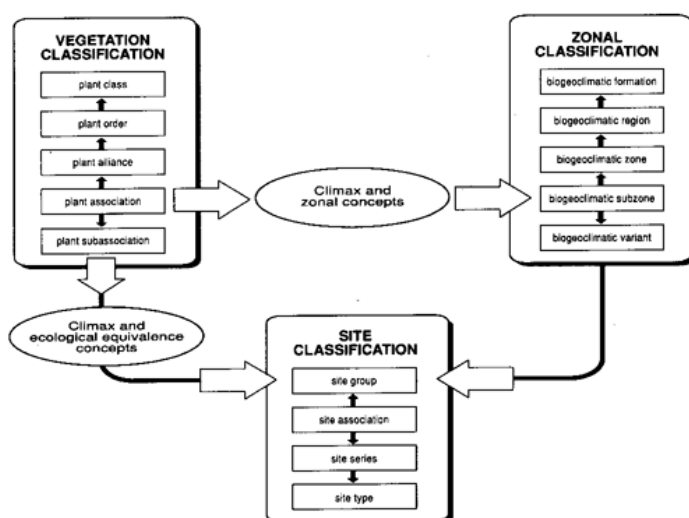 VEGETATION
CLASSIFICATION
plant class
plant order
plant alliance
plant association
plant subassociation
Climax and
zonal concepts
ZONAL
CLASSIFICATION
biogeoclimatic formation
biogeoclimatic region
biogeoclimatic zone
biogeoclimatic subzone
biogeoclimatic variant
Climax and
ecological equivalence
concepts
SITE
CLASSIFICATION
site group
site association
site series
site type